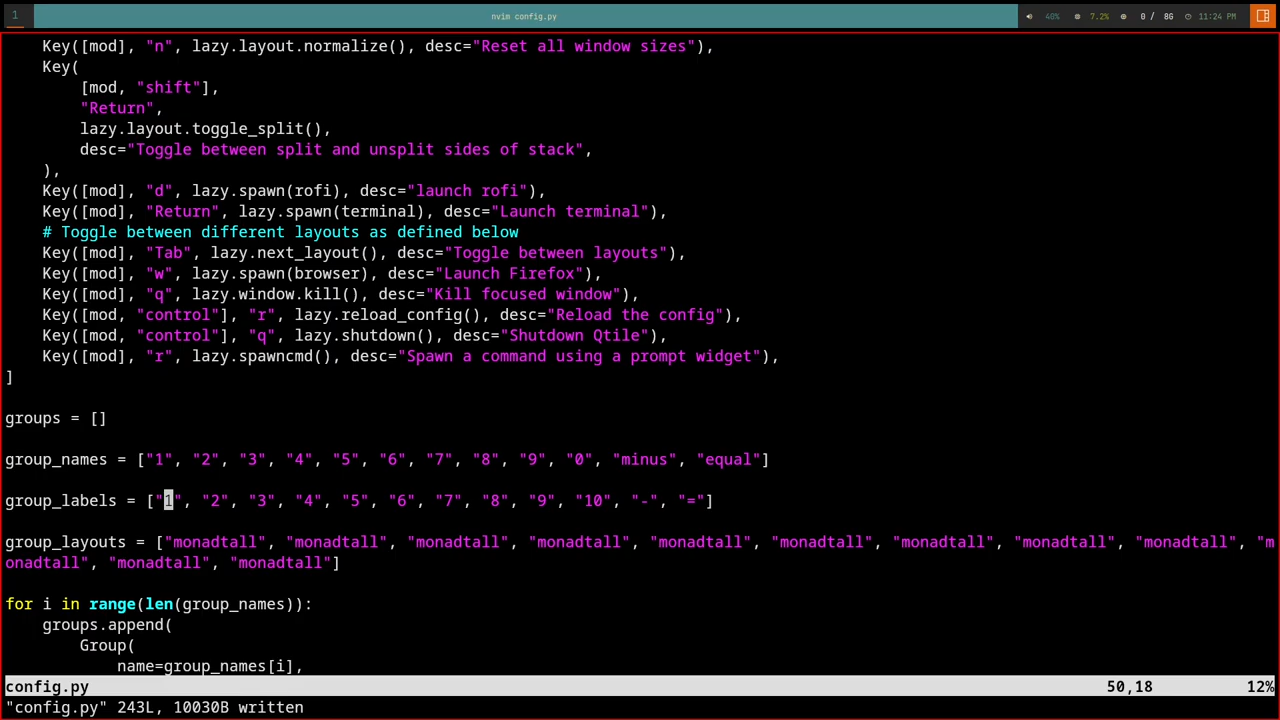 1 nvim config.py 40% 7.2% 0 / 8G 11:24 PM
    Key([mod], "n", lazy.layout.normalize(), desc="Reset all window sizes"),
    Key(
        [mod, "shift"],
        "Return",
        lazy.layout.toggle_split(),
        desc="Toggle between split and unsplit sides of stack",
    ),
    Key([mod], "d", lazy.spawn(rofi), desc="launch rofi"),
    Key([mod], "Return", lazy.spawn(terminal), desc="Launch terminal"),
    # Toggle between different layouts as defined below
    Key([mod], "Tab", lazy.next_layout(), desc="Toggle between layouts"),
    Key([mod], "w", lazy.spawn(browser), desc="Launch Firefox"),
    Key([mod], "q", lazy.window.kill(), desc="Kill focused window"),
    Key([mod, "control"], "r", lazy.reload_config(), desc="Reload the config"),
    Key([mod, "control"], "q", lazy.shutdown(), desc="Shutdown Qtile"),
    Key([mod], "r", lazy.spawncmd(), desc="Spawn a command using a prompt widget"),
]
groups = []
group_names = ["1", "2", "3", "4", "5", "6", "7", "8", "9", "0", "minus", "equal"]
group_labels = ["1", "2", "3", "4", "5", "6", "7", "8", "9", "10", "-", "="]
group_layouts = ["monadtall", "monadtall", "monadtall", "monadtall", "monadtall", "monadtall", "monadtall", "monadtall", "monadtall", "m
onadtall", "monadtall", "monadtall"]
for i in range(len(group_names)):
    groups.append(
        Group(
            name=group_names[i],
config.py 50,18 12%
"config.py" 243L, 10030B written